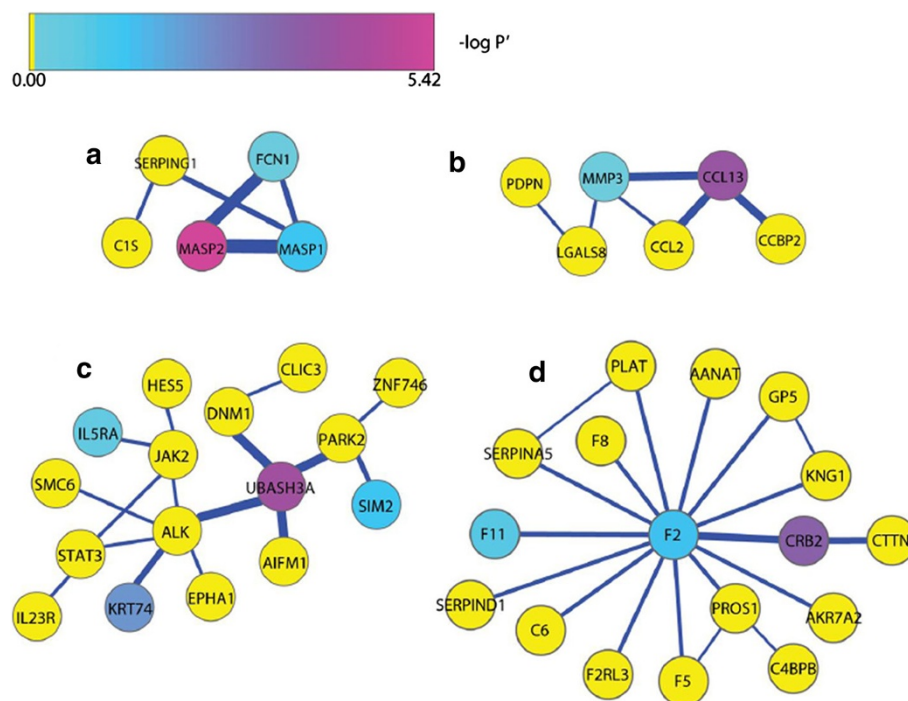 -log P'
0.00 5.42
a
SERPING1
FCN1
C1S
MASP2
MASP1
b
PDPN
MMP3
CCL13
LGALS8
CCL2
CCBP2
c
HES5
CLIC3
ZNF746
DNM1
IL5RA
JAK2
PARK2
SMC6
UBASH3A
SIM2
ALK
STAT3
AIFM1
IL23R
KRT74
EPHA1
d
PLAT
AANAT
GP5
F8
SERPINA5
KNG1
F11
F2
CRB2
CTTN
SERPIND1
PROS1
AKR7A2
C6
F2RL3
F5
C4BPB